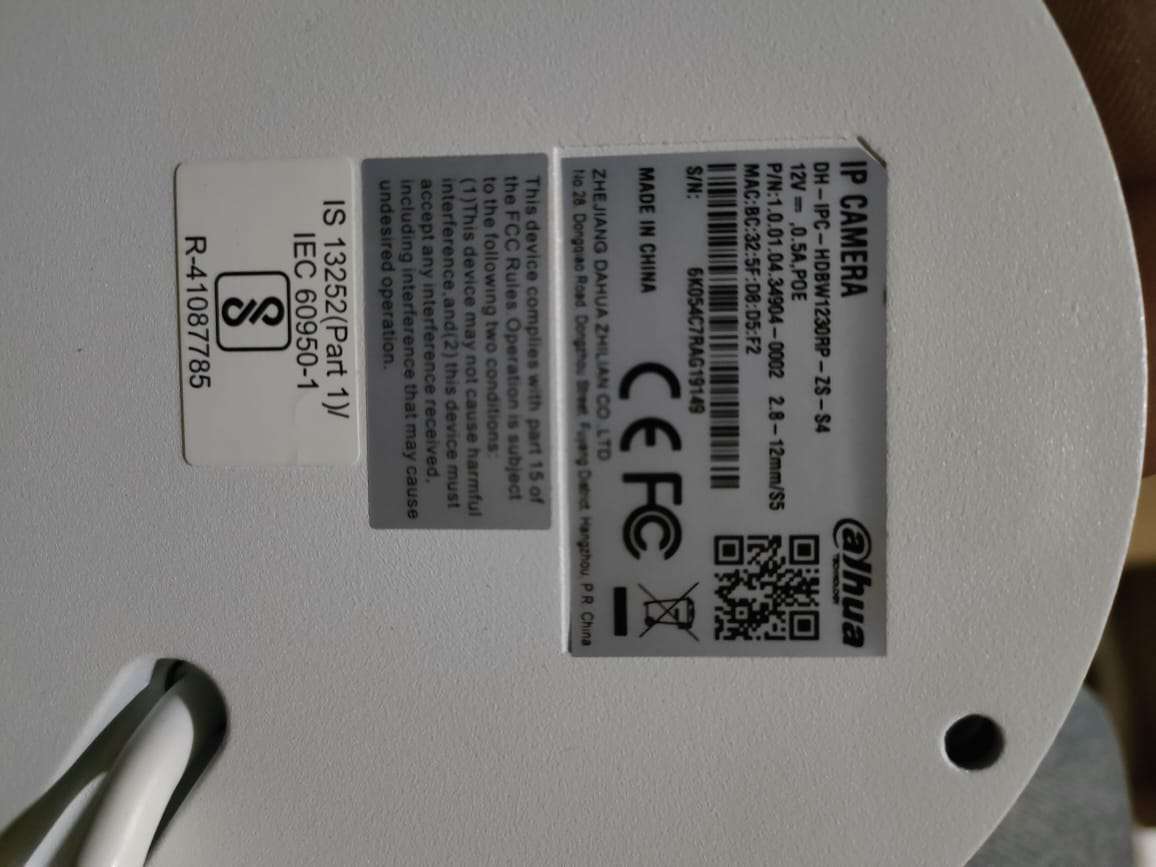 IP CAMERA
alhua
TECHNOLOGY
DH-IPC-HDBW1230RP-ZS-S4
12V⎓,0.5A,POE
P/N:1.0.01.04.34904-0002 2.8-12mm/S5
MAC:BC:32:5F:D8:D5:F2
S/N: 6K054C7RAG19149
MADE IN CHINA
CE FC
ZHEJIANG DAHUA ZHILIAN CO.,LTD
No.28, Dongqiao Road, Dongzhou Street, Fuyang District, Hangzhou, P.R. China
This device complies with part 15 of
the FCC Rules. Operation is subject
to the following two conditions:
(1)This device may not cause harmful
interference,and(2) this device must
accept any interference received,
including interference that may cause
undesired operation.
IS 13252(Part 1)/
IEC 60950-1
R-41087785